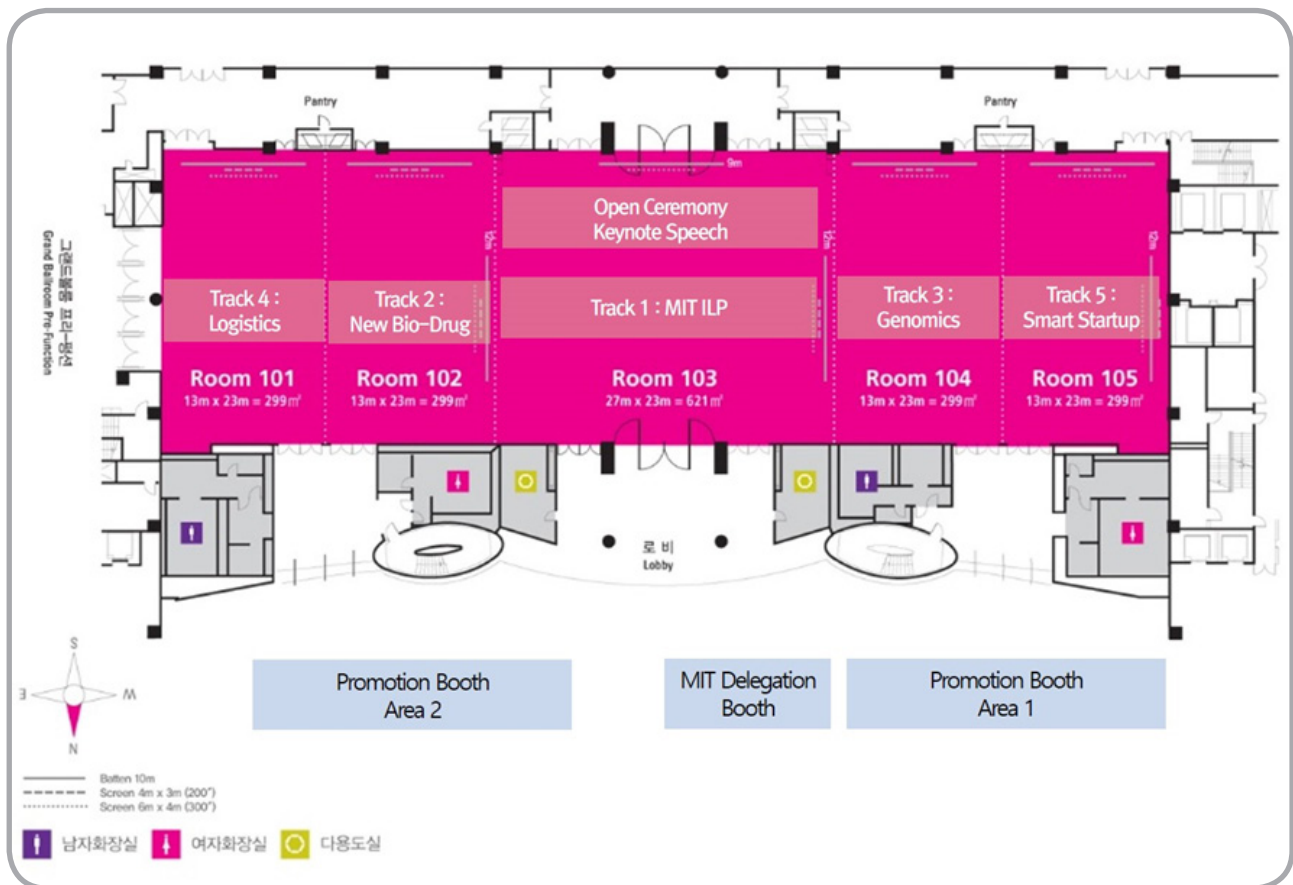 Pantry
Pantry
9m
Open Ceremony
Keynote Speech
12m
12m
12m
그랜드볼룸 프리-펑션
Grand Ballroom Pre-Function
Track 4 :
Logistics
Track 2 :
New Bio-Drug
Track 1 : MIT ILP
Track 3 :
Genomics
Track 5 :
Smart Startup
Room 101
13m x 23m = 299㎡
Room 102
13m x 23m = 299㎡
Room 103
27m x 23m = 621㎡
Room 104
13m x 23m = 299㎡
Room 105
13m x 23m = 299㎡
로비
Lobby
Promotion Booth
Area 2
MIT Delegation
Booth
Promotion Booth
Area 1
S
E
W
N
Batten 10m
Screen 4m x 3m (200")
Screen 6m x 4m (300")
남자화장실
여자화장실
다용도실